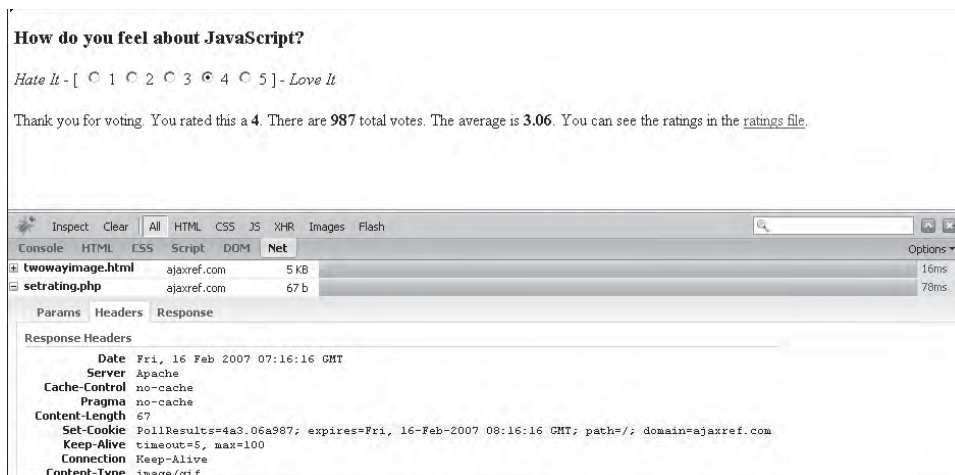 How do you feel about JavaScript?
Hate It - [ 1 2 3 4 5 ] - Love It
Thank you for voting. You rated this a 4. There are 987 total votes. The average is 3.06. You can see the ratings in the ratings file.
Inspect Clear All HTML CSS JS XHR Images Flash
Console HTML CSS Script DOM Net Options
twowayimage.html ajaxref.com 5 KB 16ms
setrating.php ajaxref.com 67 b 78ms
Params Headers Response
Response Headers
Date Fri, 16 Feb 2007 07:16:16 GMT
Server Apache
Cache-Control no-cache
Pragma no-cache
Content-Length 67
Set-Cookie PollResults=4a3.06a987; expires=Fri, 16-Feb-2007 08:16:16 GMT; path=/; domain=ajaxref.com
Keep-Alive timeout=5, max=100
Connection Keep-Alive
Content-Type image/gif